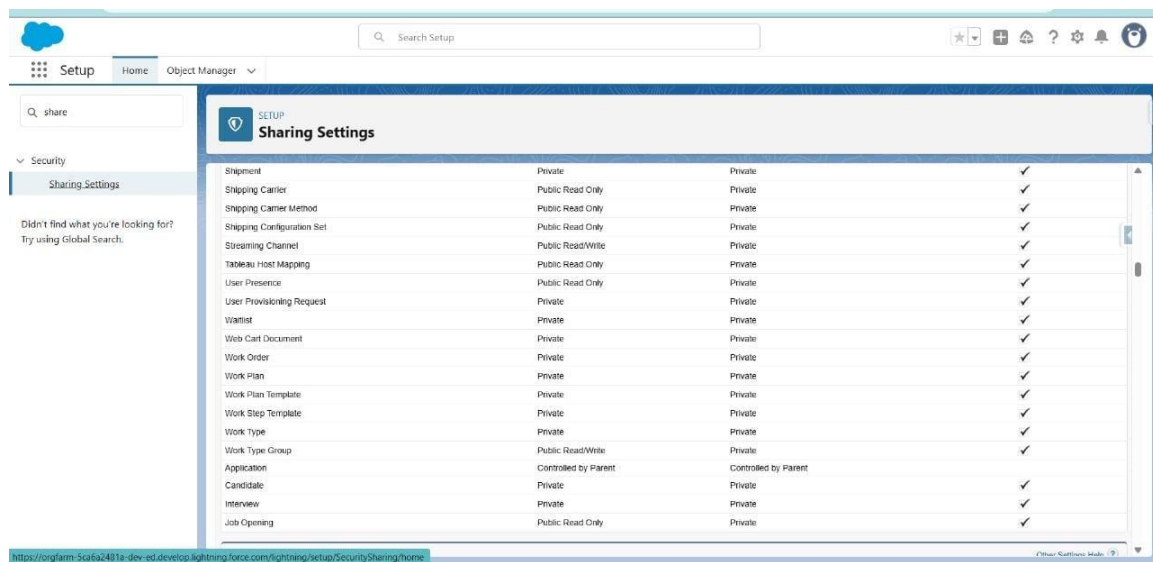 Search Setup
Setup Home Object Manager
share
Security
Sharing Settings
Didn't find what you're looking for?
Try using Global Search.
SETUP
Sharing Settings
Shipment Private Private
Shipping Carrier Public Read Only Private
Shipping Carrier Method Public Read Only Private
Shipping Configuration Set Public Read Only Private
Streaming Channel Public Read/Write Private
Tableau Host Mapping Public Read Only Private
User Presence Public Read Only Private
User Provisioning Request Private Private
Waitlist Private Private
Web Cart Document Private Private
Work Order Private Private
Work Plan Private Private
Work Plan Template Private Private
Work Step Template Private Private
Work Type Private Private
Work Type Group Public Read/Write Private
Application Controlled by Parent Controlled by Parent
Candidate Private Private
Interview Private Private
Job Opening Public Read Only Private
Other Settings Help ?
https://orgfarm-5ca6a2481a-dev-ed.develop.lightning.force.com/lightning/setup/SecuritySharing/home